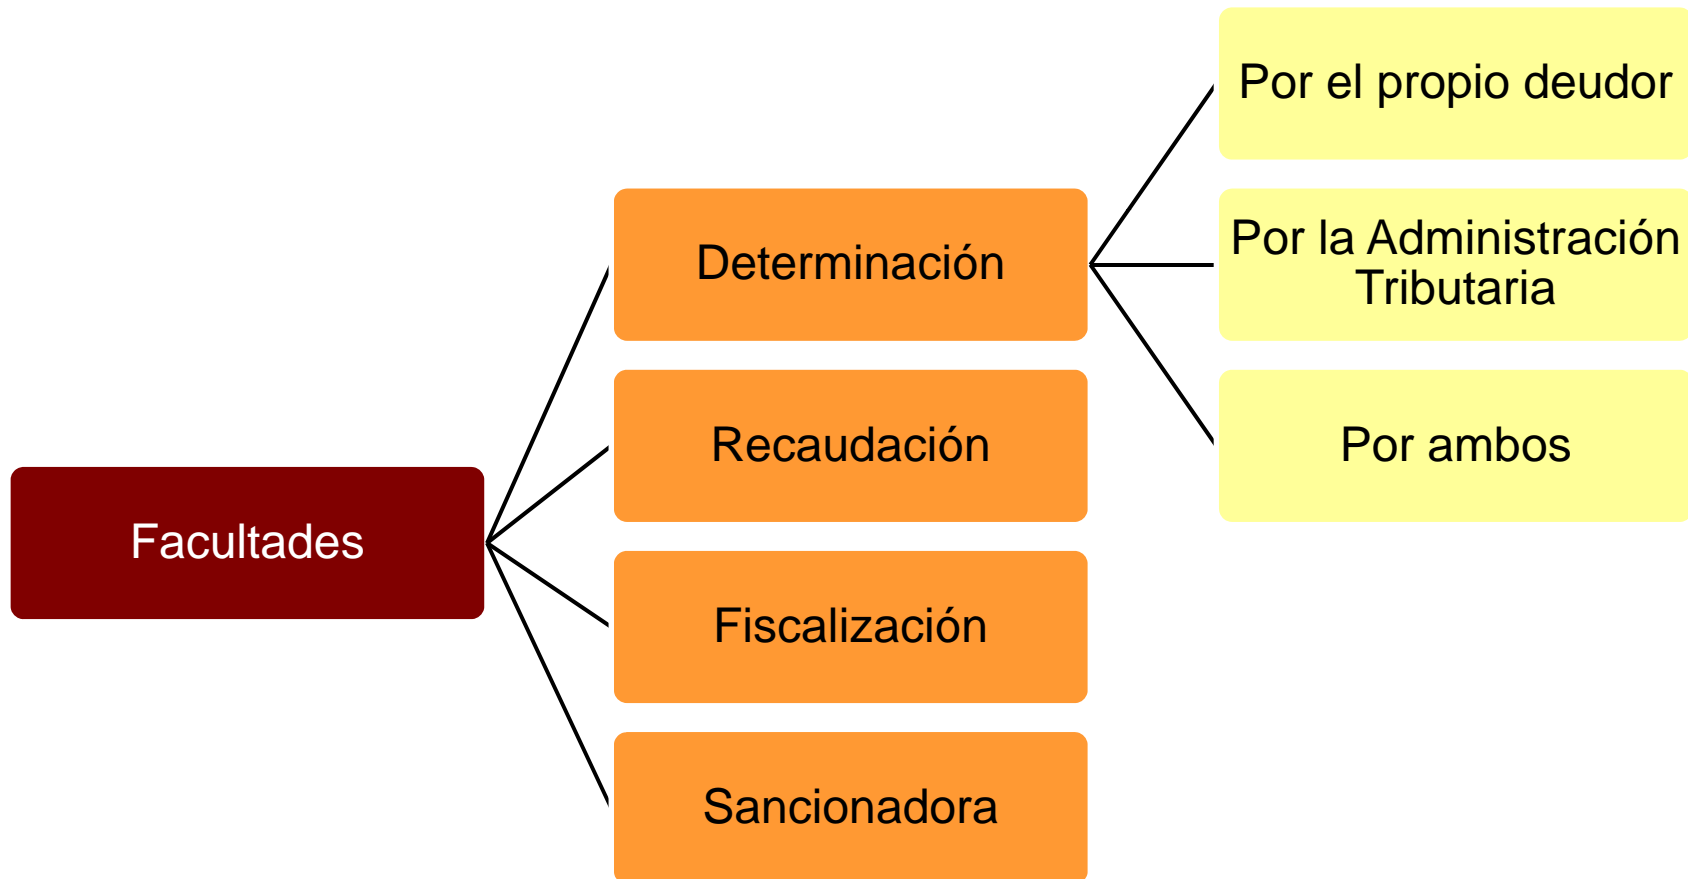 Facultades
Determinación
Recaudación
Fiscalización
Sancionadora
Por el propio deudor
Por la Administración
Tributaria
Por ambos